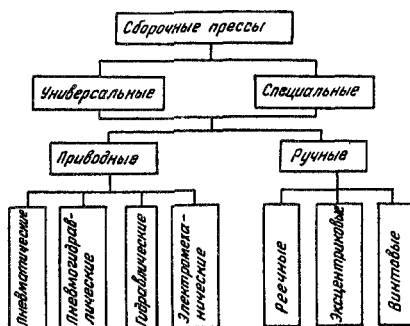 Сборочные прессы
Универсальные
Специальные
Приводные
Ручные
Пневматические
Пневмогидрав-
лические
Гидравлические
Электромеха-
нические
Реечные
Эксцентриковые
Винтовые